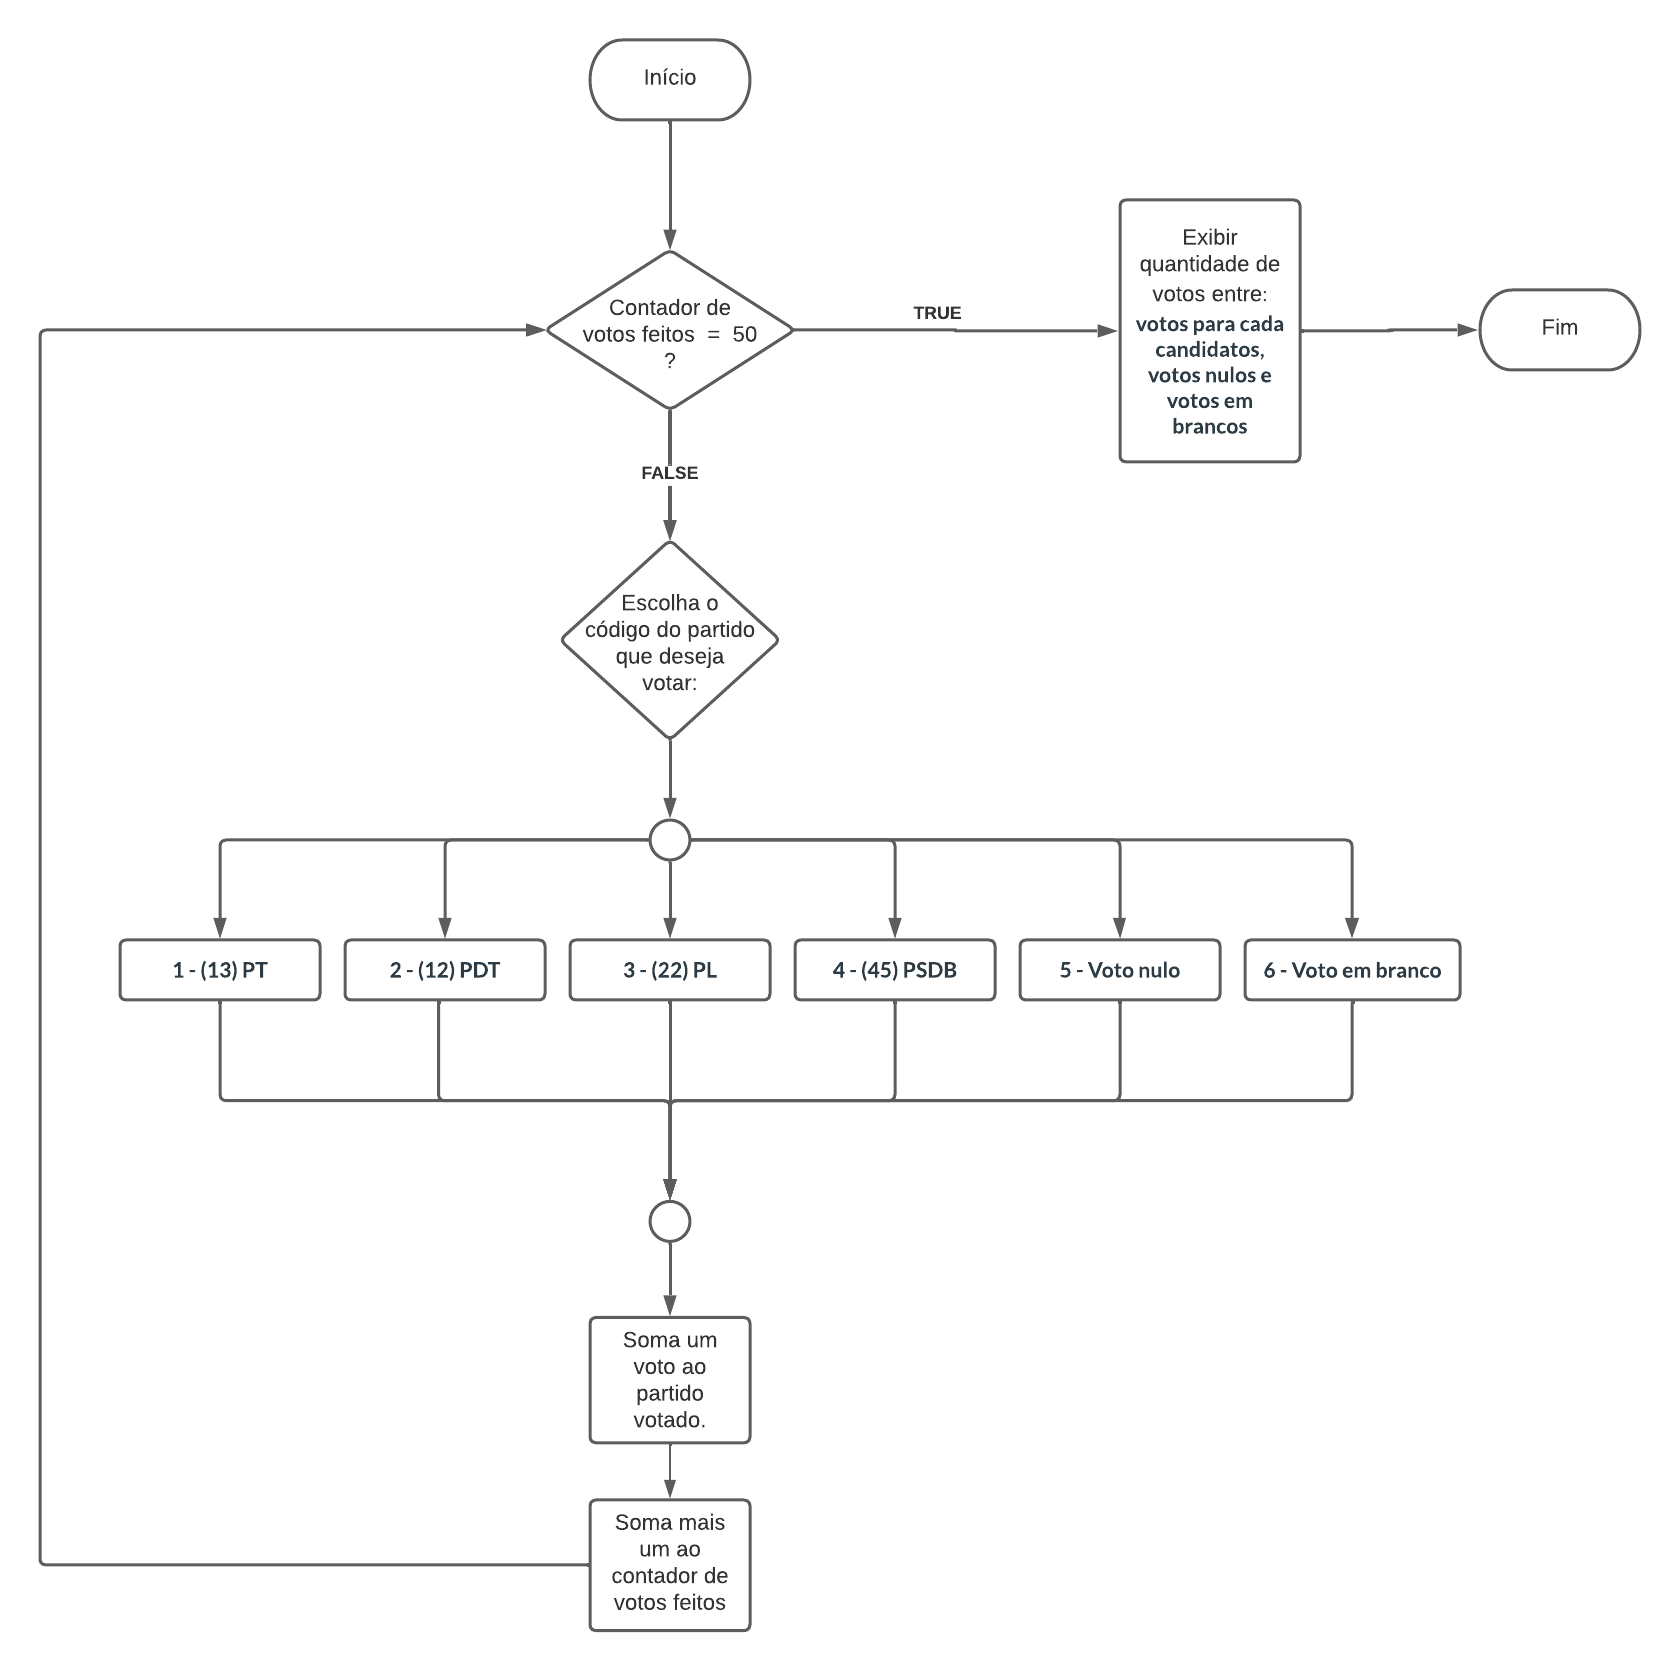 Início
Contador de
votos feitos = 50
?
TRUE
Exibir
quantidade de
votos entre:
votos para cada
candidatos,
votos nulos e
votos em
brancos
Fim
FALSE
Escolha o
código do partido
que deseja
votar:
1 - (13) PT
2 - (12) PDT
3 - (22) PL
4 - (45) PSDB
5 - Voto nulo
6 - Voto em branco
Soma um
voto ao
partido
votado.
Soma mais
um ao
contador de
votos feitos